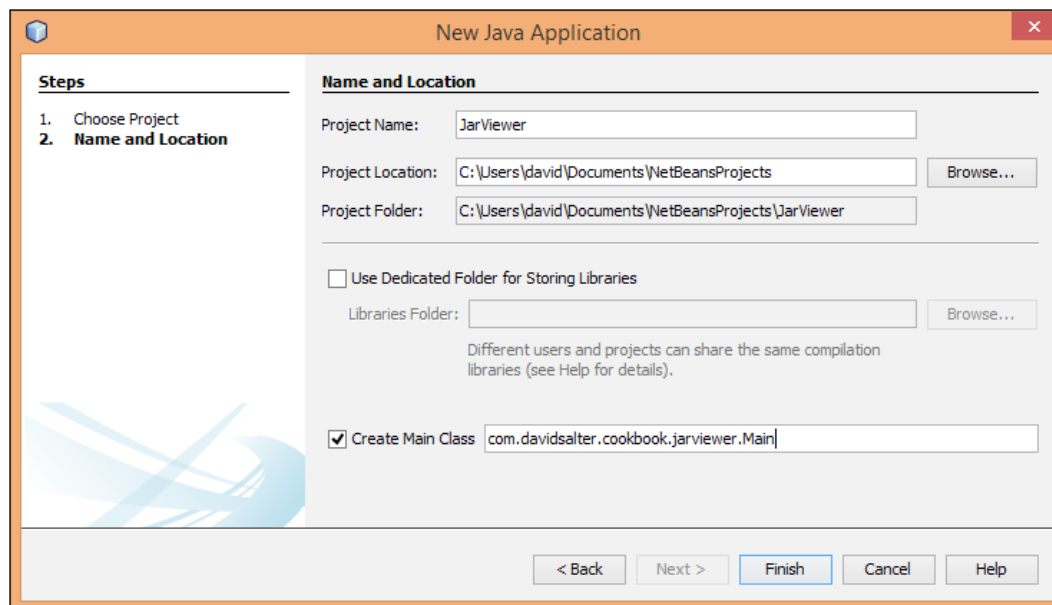 New Java Application
Steps
1. Choose Project
2. Name and Location
Name and Location
Project Name: JarViewer
Project Location: C:\Users\david\Documents\NetBeansProjects Browse...
Project Folder: C:\Users\david\Documents\NetBeansProjects\JarViewer
Use Dedicated Folder for Storing Libraries
Libraries Folder: Browse...
Different users and projects can share the same compilation
libraries (see Help for details).
Create Main Class com.davidsalter.cookbook.jarviewer.Main
< Back Next > Finish Cancel Help